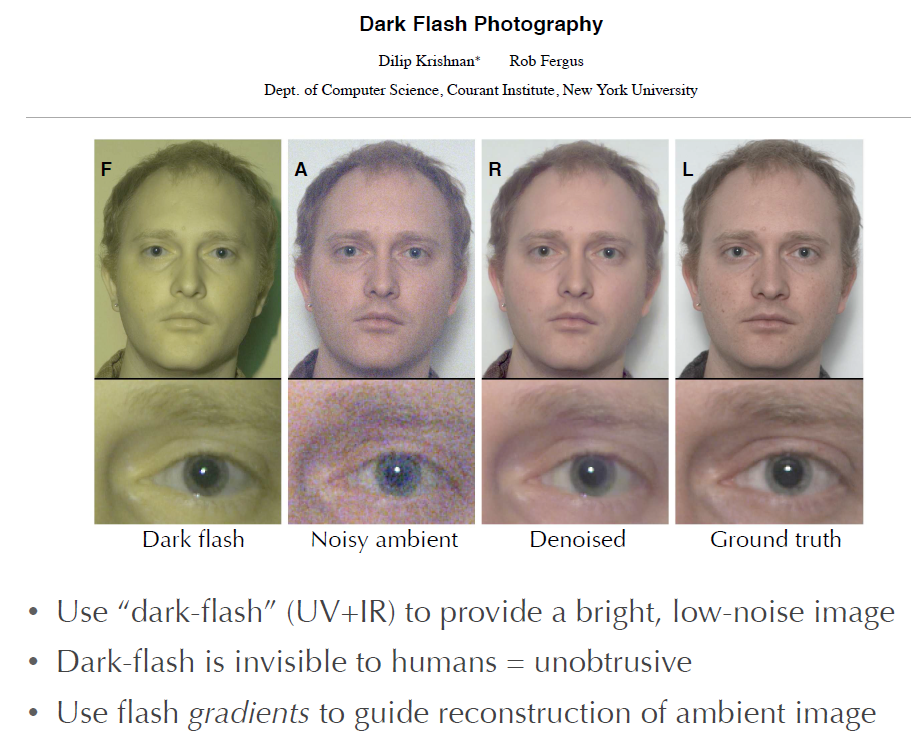 Dark Flash Photography
Dilip Krishnan* Rob Fergus
Dept. of Computer Science, Courant Institute, New York University
F A R L
Dark flash Noisy ambient Denoised Ground truth
• Use “dark-flash” (UV+IR) to provide a bright, low-noise image
• Dark-flash is invisible to humans = unobtrusive
• Use flash gradients to guide reconstruction of ambient image